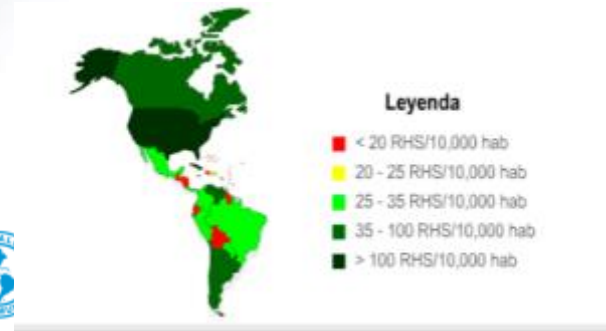 Leyenda
< 20 RHS/10,000 hab
20 - 25 RHS/10,000 hab
25 - 35 RHS/10,000 hab
35 - 100 RHS/10,000 hab
> 100 RHS/10,000 hab